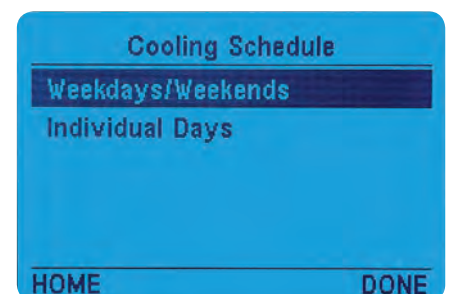 Cooling Schedule
Weekdays/Weekends
Individual Days
HOME DONE